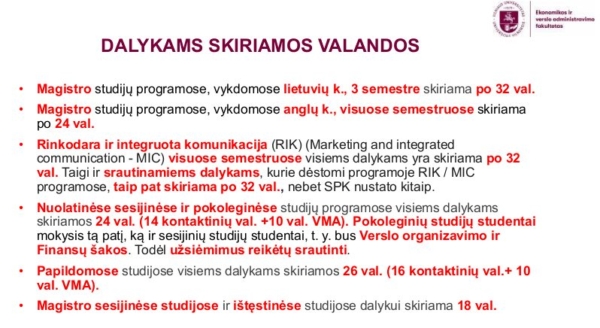 Ekonomikos ir
verslo administravimo
fakultetas
DALYKAMS SKIRIAMOS VALANDOS
• Magistro studijų programose, vykdomose lietuvių k., 3 semestre skiriama po 32 val.
• Magistro studijų programose, vykdomose anglų k., visuose semestruose skiriama
po 24 val.
• Rinkodara ir integruota komunikacija (RIK) (Marketing and integrated
communication - MIC) visuose semestruose visiems dalykams yra skiriama po 32
val. Taigi ir srautinamiems dalykams, kurie dėstomi programoje RIK / MIC
programose, taip pat skiriama po 32 val., nebet SPK nustato kitaip.
• Nuolatinėse sesijinėse ir pokoleginėse studijų programose visiems dalykams
skiriamos 24 val. (14 kontaktinių val. +10 val. VMA). Pokoleginių studijų studentai
mokysis tą patį, ką ir sesijinių studijų studentai, t. y. bus Verslo organizavimo ir
Finansų šakos. Todėl užsiėmimus reikėtų srautinti.
• Papildomose studijose visiems dalykams skiriamos 26 val. (16 kontaktinių val.+ 10
val. VMA).
• Magistro sesijinėse studijose ir ištęstinėse studijose dalykui skiriama 18 val.